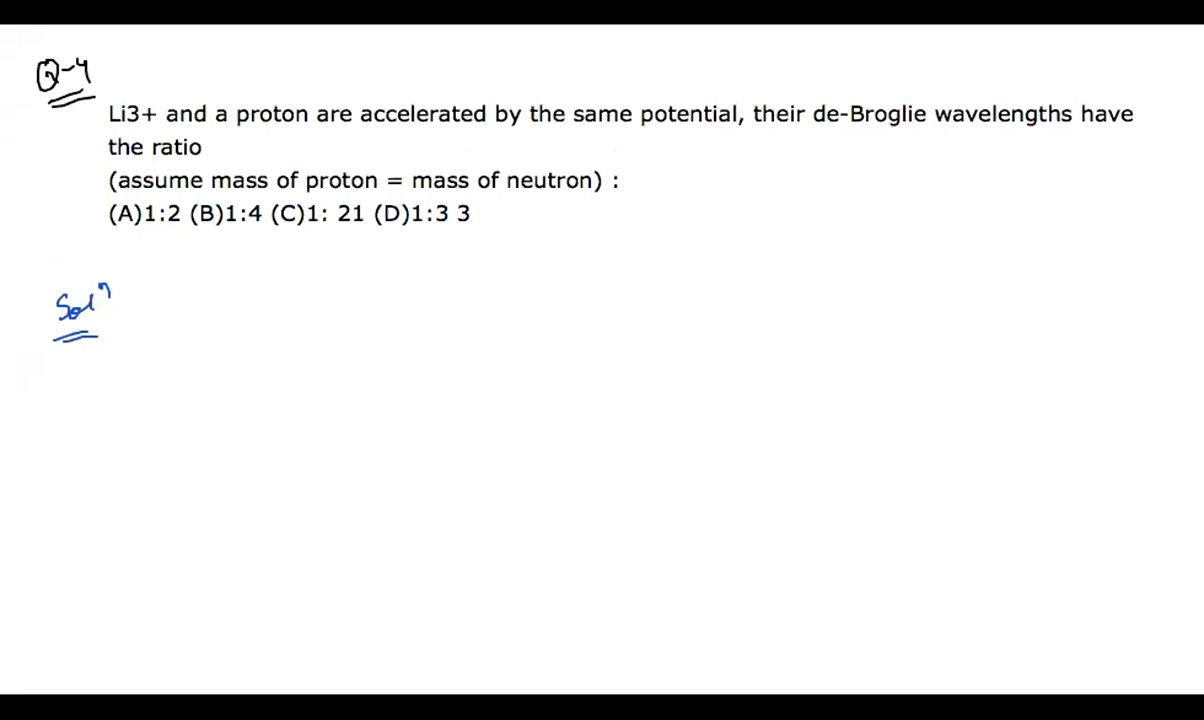 Q-4
Li3+ and a proton are accelerated by the same potential, their de-Broglie wavelengths have
the ratio
(assume mass of proton = mass of neutron) :
(A)1:2 (B)1:4 (C)1: 21 (D)1:3 3
Solⁿ